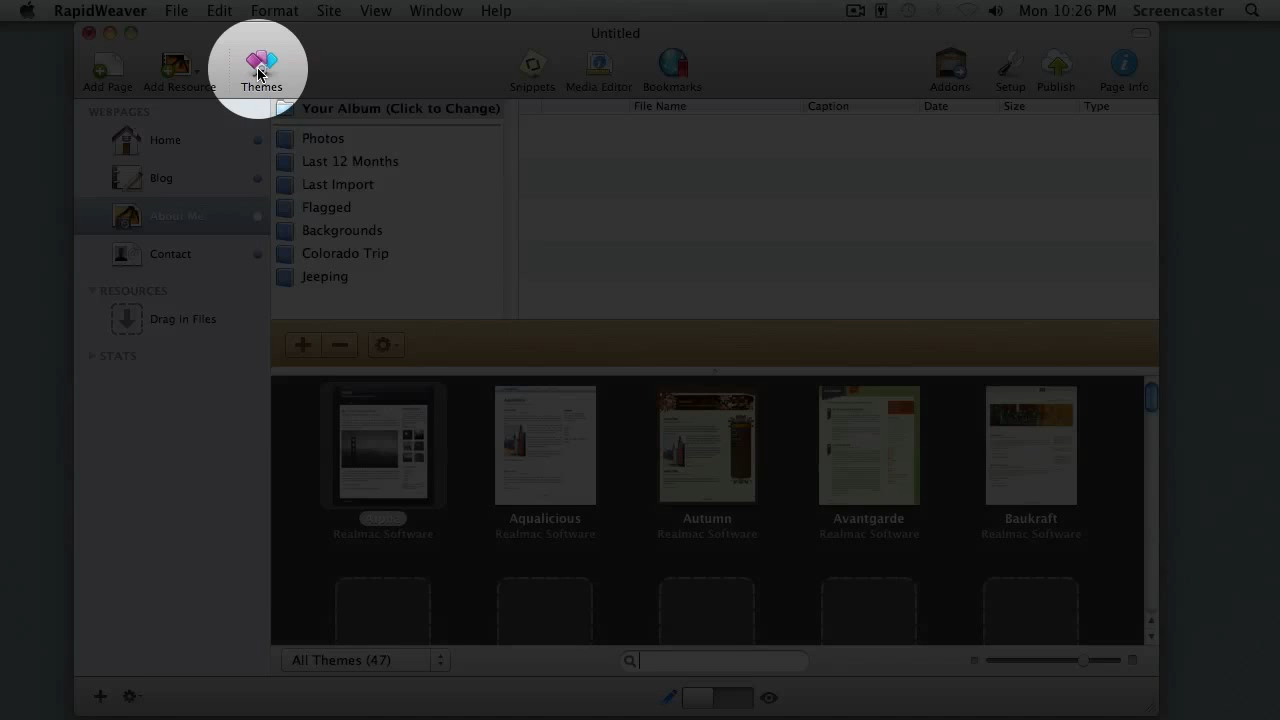 RapidWeaver File Edit Format Site View Window Help Mon 10:26 PM Screencaster
Untitled
Add Page Add Resource Themes Snippets Media Editor Bookmarks Addons Setup Publish Page Info
WEBPAGES
Home
Blog
About Me
Contact
RESOURCES
Drag in Files
STATS
Your Album (Click to Change)
Photos
Last 12 Months
Last Import
Flagged
Backgrounds
Colorado Trip
Jeeping
File Name Caption Date Size Type
Aqualicious Autumn Avantgarde Baukraft
Realmac Software Realmac Software Realmac Software Realmac Software Realmac Software
All Themes (47)